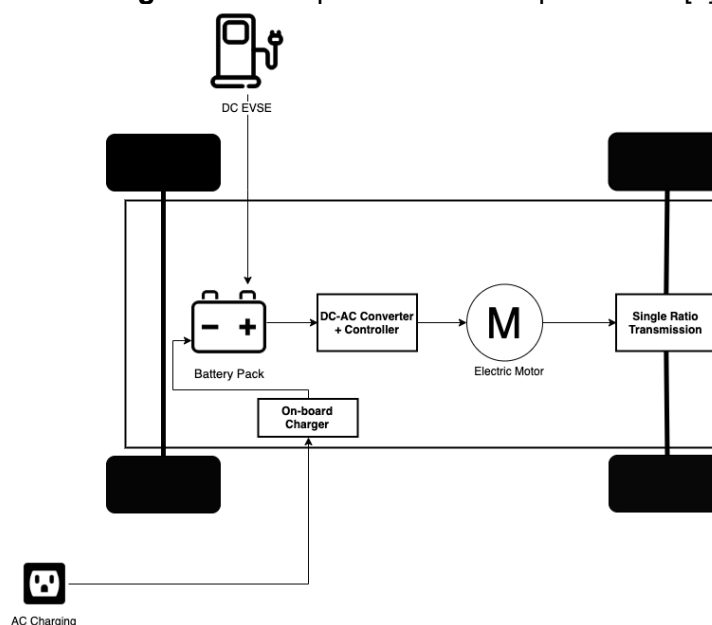 DC EVSE
DC-AC Converter
+ Controller
M
Single Ratio
Transmission
Battery Pack
Electric Motor
On-board
Charger
AC Charging